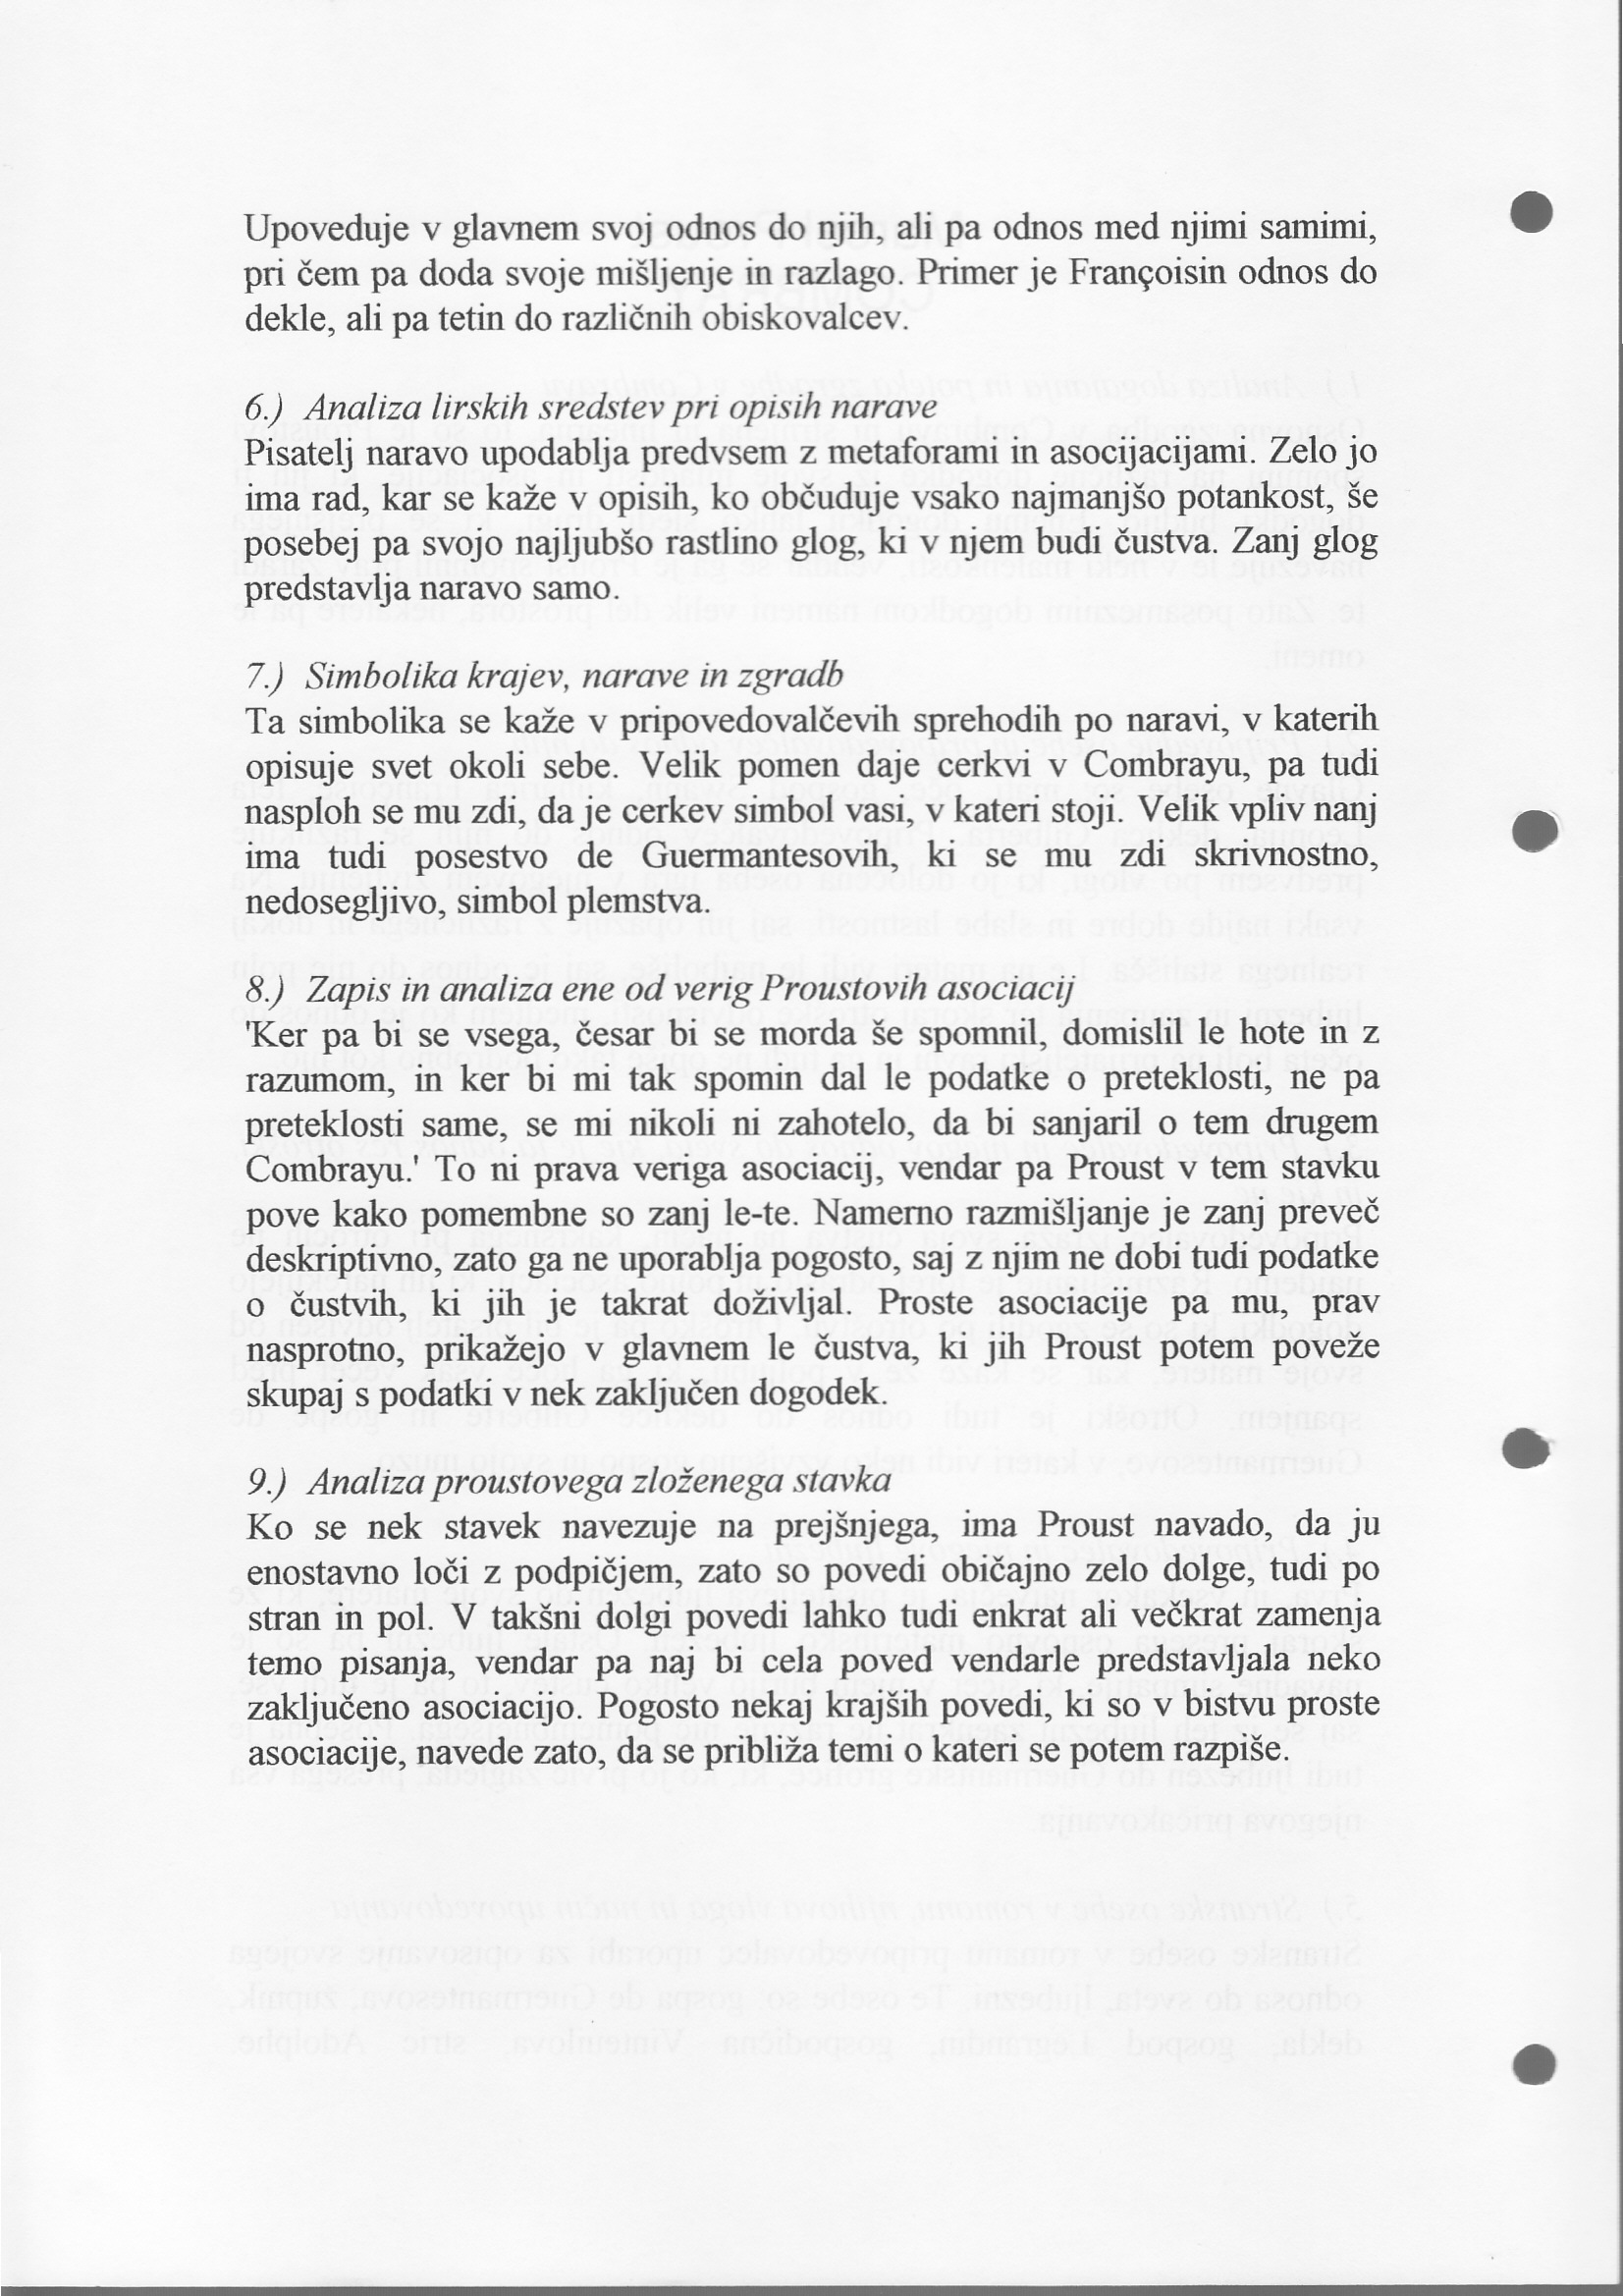 Upoveduje v glavnem svoj odnos do njih, ali pa odnos med njimi samimi,
pri čem pa doda svoje mišljenje in razlago. Primer je Françoisin odnos do
dekle, ali pa tetin do različnih obiskovalcev.
6.) Analiza lirskih sredstev pri opisih narave
Pisatelj naravo upodablja predvsem z metaforami in asocijacijami. Zelo jo
ima rad, kar se kaže v opisih, ko občuduje vsako najmanjšo potankost, še
posebej pa svojo najljubšo rastlino glog, ki v njem budi čustva. Zanj glog
predstavlja naravo samo.
7.) Simbolika krajev, narave in zgradb
Ta simbolika se kaže v pripovedovalčevih sprehodih po naravi, v katerih
opisuje svet okoli sebe. Velik pomen daje cerkvi v Combrayu, pa tudi
nasploh se mu zdi, da je cerkev simbol vasi, v kateri stoji. Velik vpliv nanj
ima tudi posestvo de Guermantesovih, ki se mu zdi skrivnostno,
nedosegljivo, simbol plemstva.
8.) Zapis in analiza ene od verig Proustovih asociacij
'Ker pa bi se vsega, česar bi se morda še spomnil, domislil le hote in z
razumom, in ker bi mi tak spomin dal le podatke o preteklosti, ne pa
preteklosti same, se mi nikoli ni zahotelo, da bi sanjaril o tem drugem
Combrayu.' To ni prava veriga asociacij, vendar pa Proust v tem stavku
pove kako pomembne so zanj le-te. Namerno razmišljanje je zanj preveč
deskriptivno, zato ga ne uporablja pogosto, saj z njim ne dobi tudi podatke
o čustvih, ki jih je takrat doživljal. Proste asociacije pa mu, prav
nasprotno, prikažejo v glavnem le čustva, ki jih Proust potem poveže
skupaj s podatki v nek zaključen dogodek.
9.) Analiza proustovega zloženega stavka
Ko se nek stavek navezuje na prejšnjega, ima Proust navado, da ju
enostavno loči z podpičjem, zato so povedi običajno zelo dolge, tudi po
stran in pol. V takšni dolgi povedi lahko tudi enkrat ali večkrat zamenja
temo pisanja, vendar pa naj bi cela poved vendarle predstavljala neko
zaključeno asociacijo. Pogosto nekaj krajših povedi, ki so v bistvu proste
asociacije, navede zato, da se približa temi o kateri se potem razpiše.